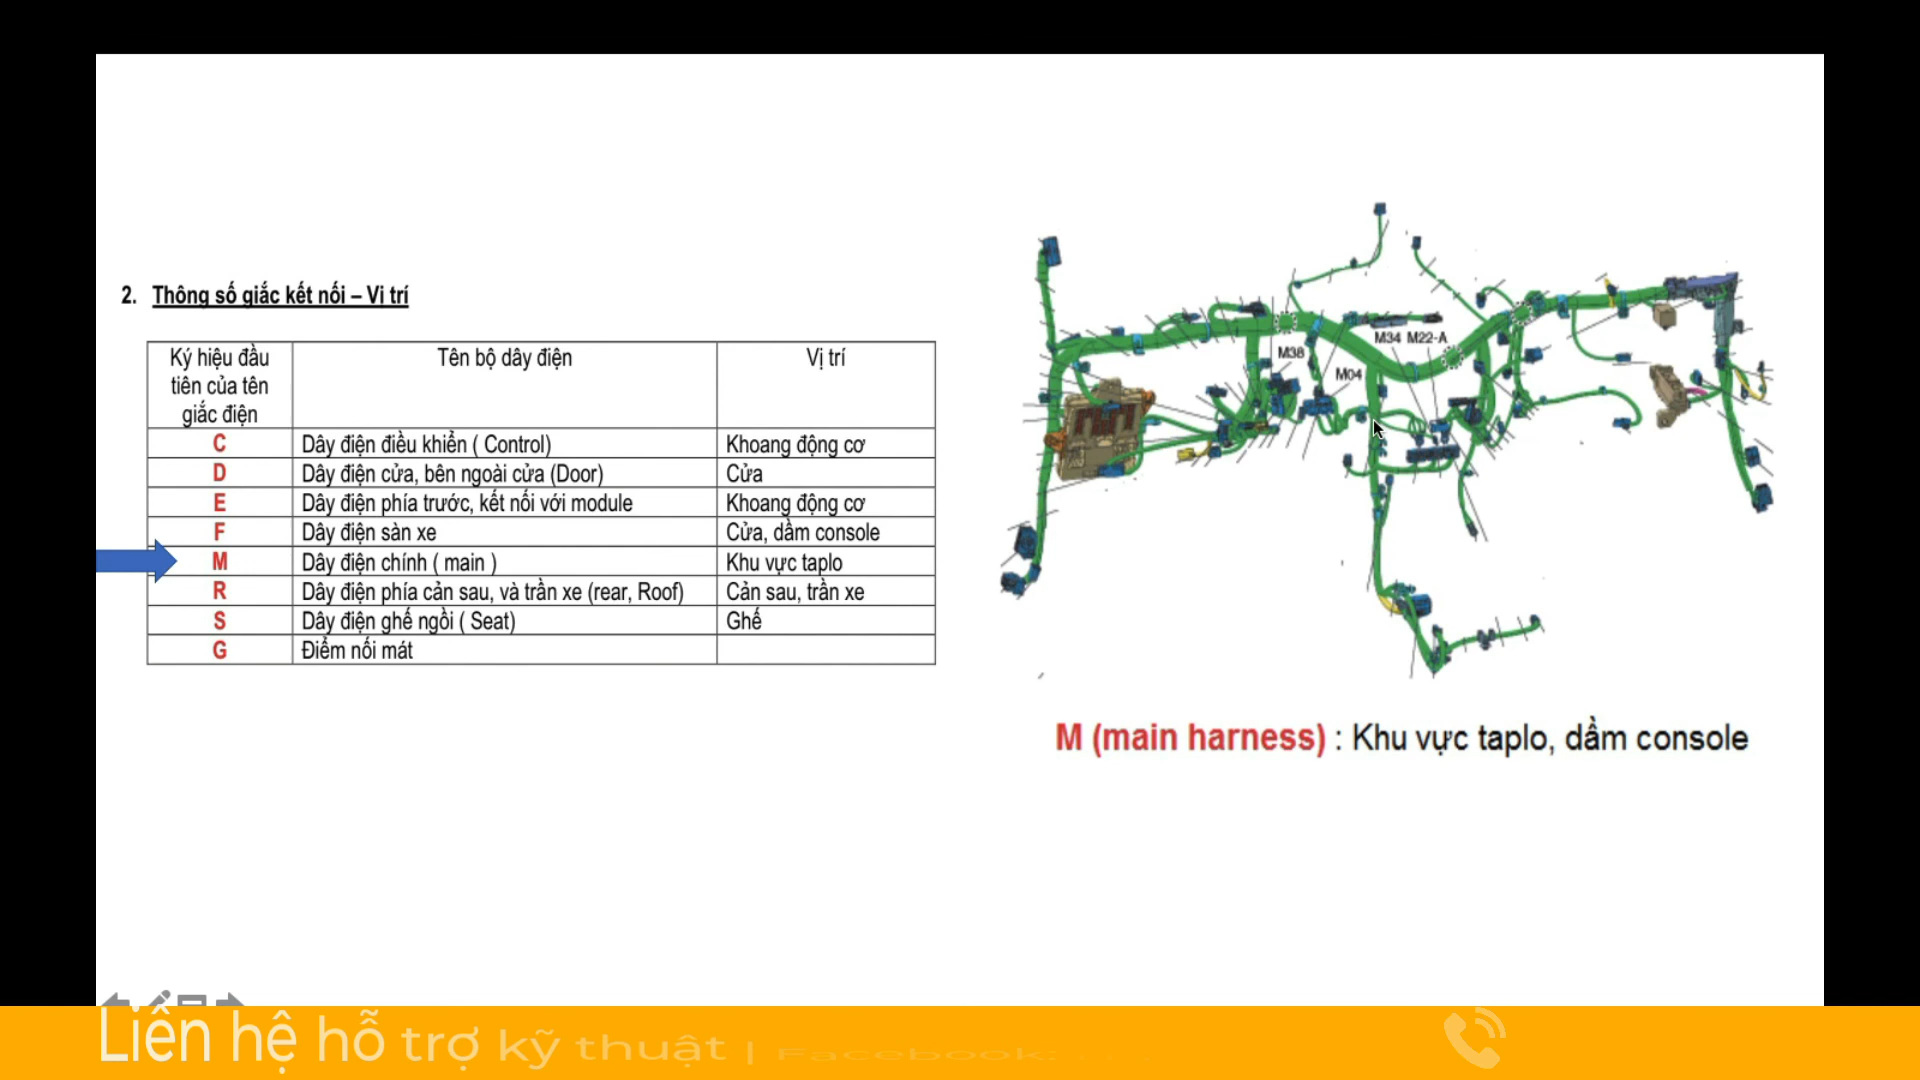 2. Thông số giắc kết nối – Vị trí
Ký hiệu đầu tiên của tên giắc điện Tên bộ dây điện Vị trí
C Dây điện điều khiển ( Control) Khoang động cơ
D Dây điện cửa, bên ngoài cửa (Door) Cửa
E Dây điện phía trước, kết nối với module Khoang động cơ
F Dây điện sàn xe Cửa, dầm console
M Dây điện chính ( main ) Khu vực taplo
R Dây điện phía cản sau, và trần xe (rear, Roof) Cản sau, trần xe
S Dây điện ghế ngồi ( Seat) Ghế
G Điểm nối mát
M34 M22-A
M38
M04
M (main harness) : Khu vực taplo, dầm console
Liên hệ hỗ trợ kỹ thuật | Facebook: